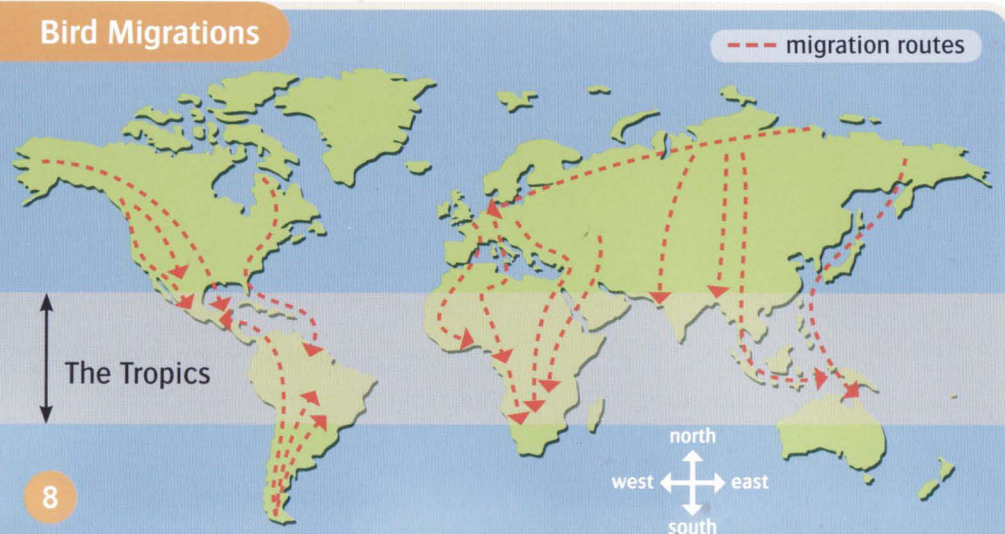 Bird Migrations
migration routes
The Tropics
north
west east
south
8